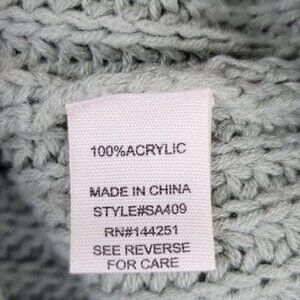 100%ACRYLIC
MADE IN CHINA
STYLE#SA409
RN#144251
SEE REVERSE
FOR CARE